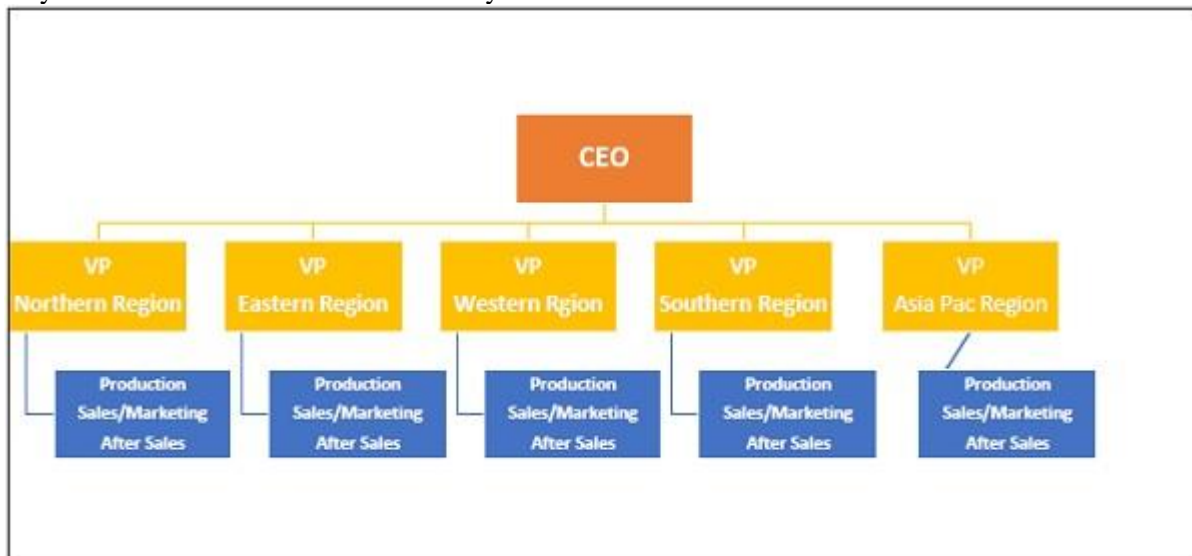 CEO
VP
Northern Region
VP
Eastern Region
VP
Western Rgion
VP
Southern Region
VP
Asia Pac Region
Production
Sales/Marketing
After Sales
Production
Sales/Marketing
After Sales
Production
Sales/Marketing
After Sales
Production
Sales/Marketing
After Sales
Production
Sales/Marketing
After Sales